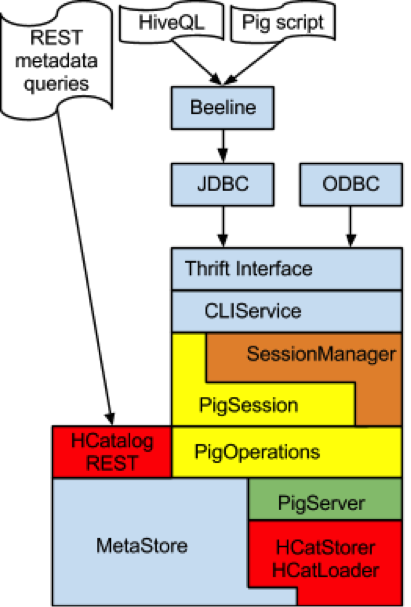 REST
metadata
queries
HiveQL
Pig script
Beeline
JDBC
ODBC
Thrift Interface
CLIService
SessionManager
PigSession
HCatalog
REST
PigOperations
MetaStore
PigServer
HCatStorer
HCatLoader